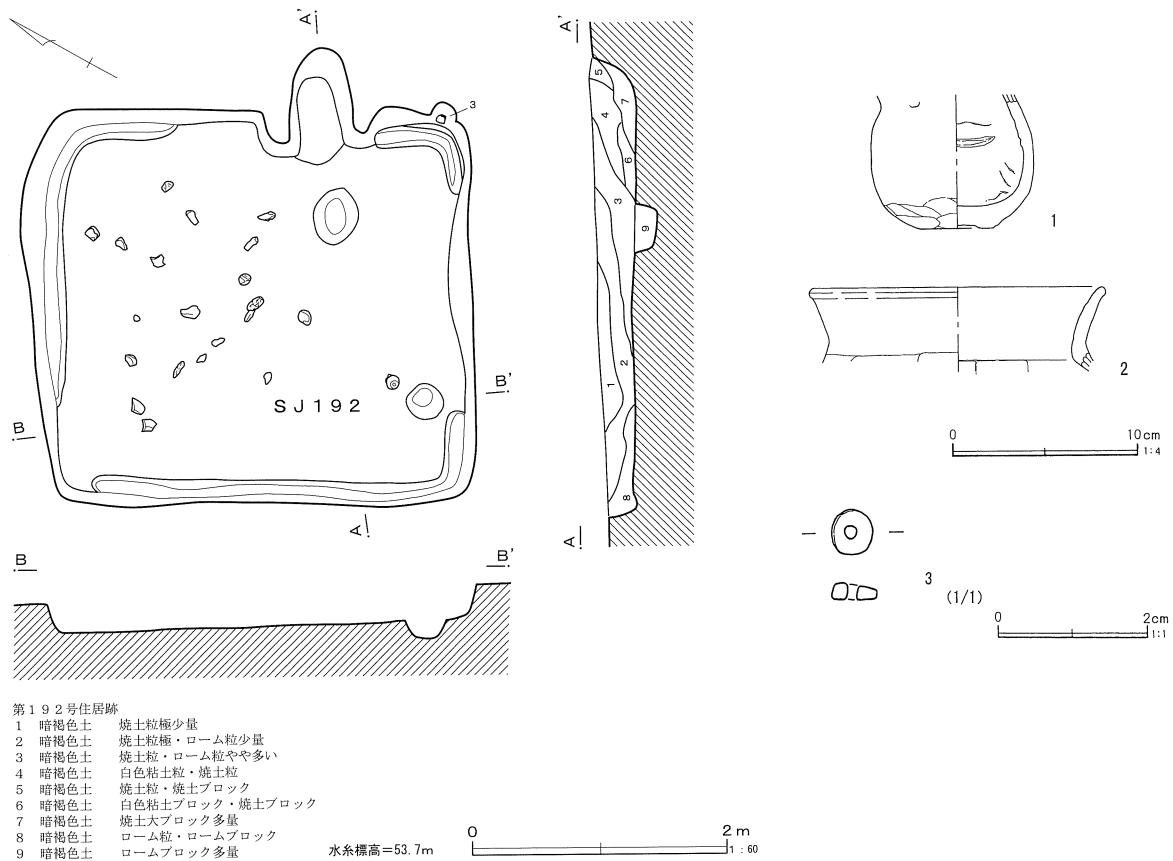 A'
3
B'
SJ192
B
A
B
B'
A'
5
7
4
6
3
9
2
1
8
A
1
2
0 10cm
1:4
3
(1/1)
0 2cm
1:1
第192号住居跡
1 暗褐色土 焼土粒極少量
2 暗褐色土 焼土粒極・ローム粒少量
3 暗褐色土 焼土粒・ローム粒やや多い
4 暗褐色土 白色粘土粒・焼土粒
5 暗褐色土 焼土粒・焼土ブロック
6 暗褐色土 白色粘土ブロック・焼土ブロック
7 暗褐色土 焼土大ブロック多量
8 暗褐色土 ローム粒・ロームブロック
9 暗褐色土 ロームブロック多量
水糸標高=53.7m
0 2m
1:60